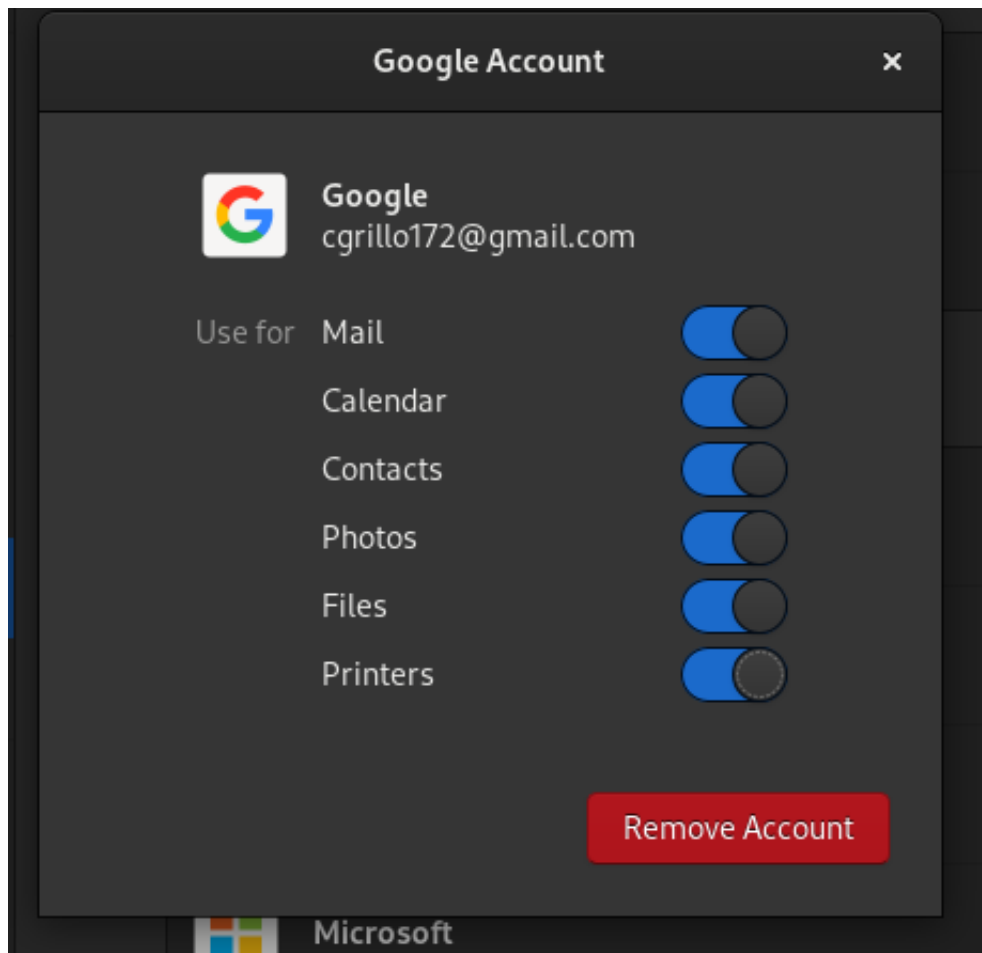 Google Account
Google
cgrillo172@gmail.com
Use for Mail
Calendar
Contacts
Photos
Files
Printers
Remove Account
Microsoft